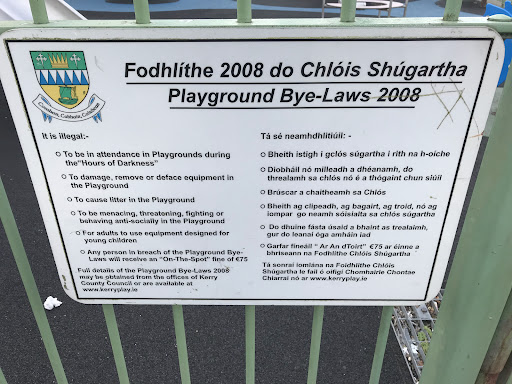 Fodhlíthe 2008 do Chlóis Shúgartha
Playground Bye-Laws 2008
It is illegal:-
To be in attendance in Playgrounds during
the "Hours of Darkness"
To damage, remove or deface equipment in
the Playground
To cause litter in the Playground
To be menacing, threatening, fighting or
behaving anti-socially in the Playground
For adults to use equipment designed for
young children
Any person in breach of the Playground Bye-
Laws will receive an "On-The-Spot" fine of €75
Full details of the Playground Bye-Laws 2008
may be obtained from the offices of Kerry
County Council or are available at
www.kerryplay.ie
Tá sé neamhdhlitiúil: -
Bheith istigh i gclós súgartha i rith na h-oíche
Díobháil nó milleadh a dhéanamh, do
threalamh sa chlós nó é a thógaint chun siúil
Brúscar a chaitheamh sa Chlós
Bheith ag clipeadh, ag bagairt, ag troid, nó ag
iompar go neamh sóisialta sa chlós súgartha
Do dhuine fásta úsáid a bhaint as trealaimh,
gur do leanaí óga amháin iad
Garfar fineáil " Ar An dToirt" €75 ar éinne a
bhriseann na Fodhlíthe Chlóis Shúgartha
Tá sonraí iomlána na Foidhlíthe Chlóis
Shúgartha le fáil ó oifigí Chomhairle Chontae
Chiarraí nó ar www.kerryplay.ie